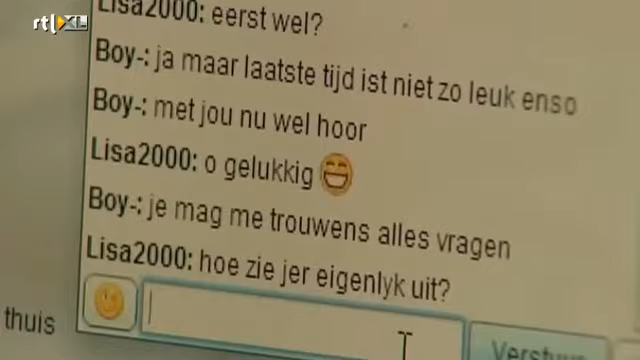 rtl XL
Lisa2000: eerst wel?
Boy-: ja maar laatste tijd ist niet zo leuk enso
Boy-: met jou nu wel hoor
Lisa2000: o gelukkig
Boy-: je mag me trouwens alles vragen
Lisa2000: hoe zie jer eigenlyk uit?
thuis